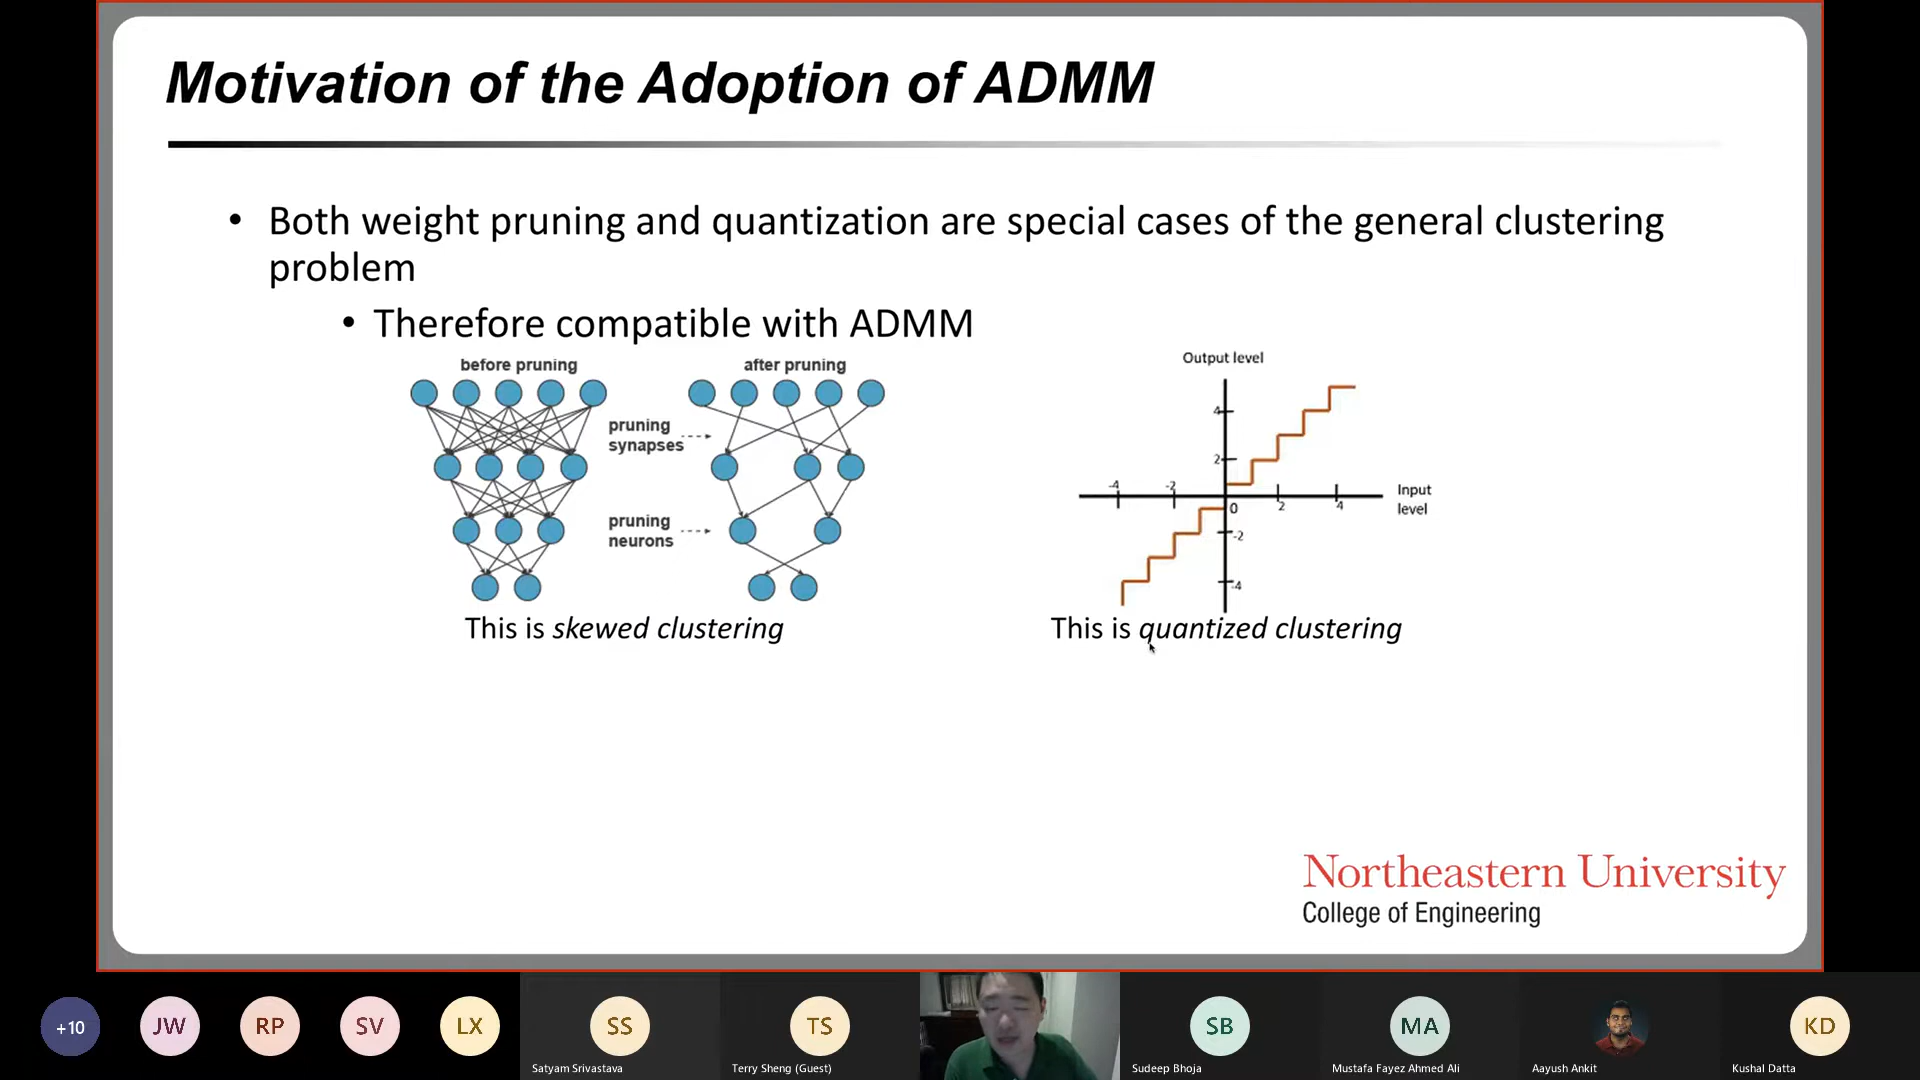 Motivation of the Adoption of ADMM
• Both weight pruning and quantization are special cases of the general clustering
problem
• Therefore compatible with ADMM
before pruning
after pruning
pruning
synapses
pruning
neurons
This is skewed clustering
Output level
4
2
-4
-2
0
2
4
-2
-4
Input
level
This is quantized clustering
Northeastern University
College of Engineering
+10
JW
RP
SV
LX
SS
Satyam Srivastava
TS
Terry Sheng (Guest)
SB
Sudeep Bhoja
MA
Mustafa Fayez Ahmed Ali
Aayush Ankit
KD
Kushal Datta